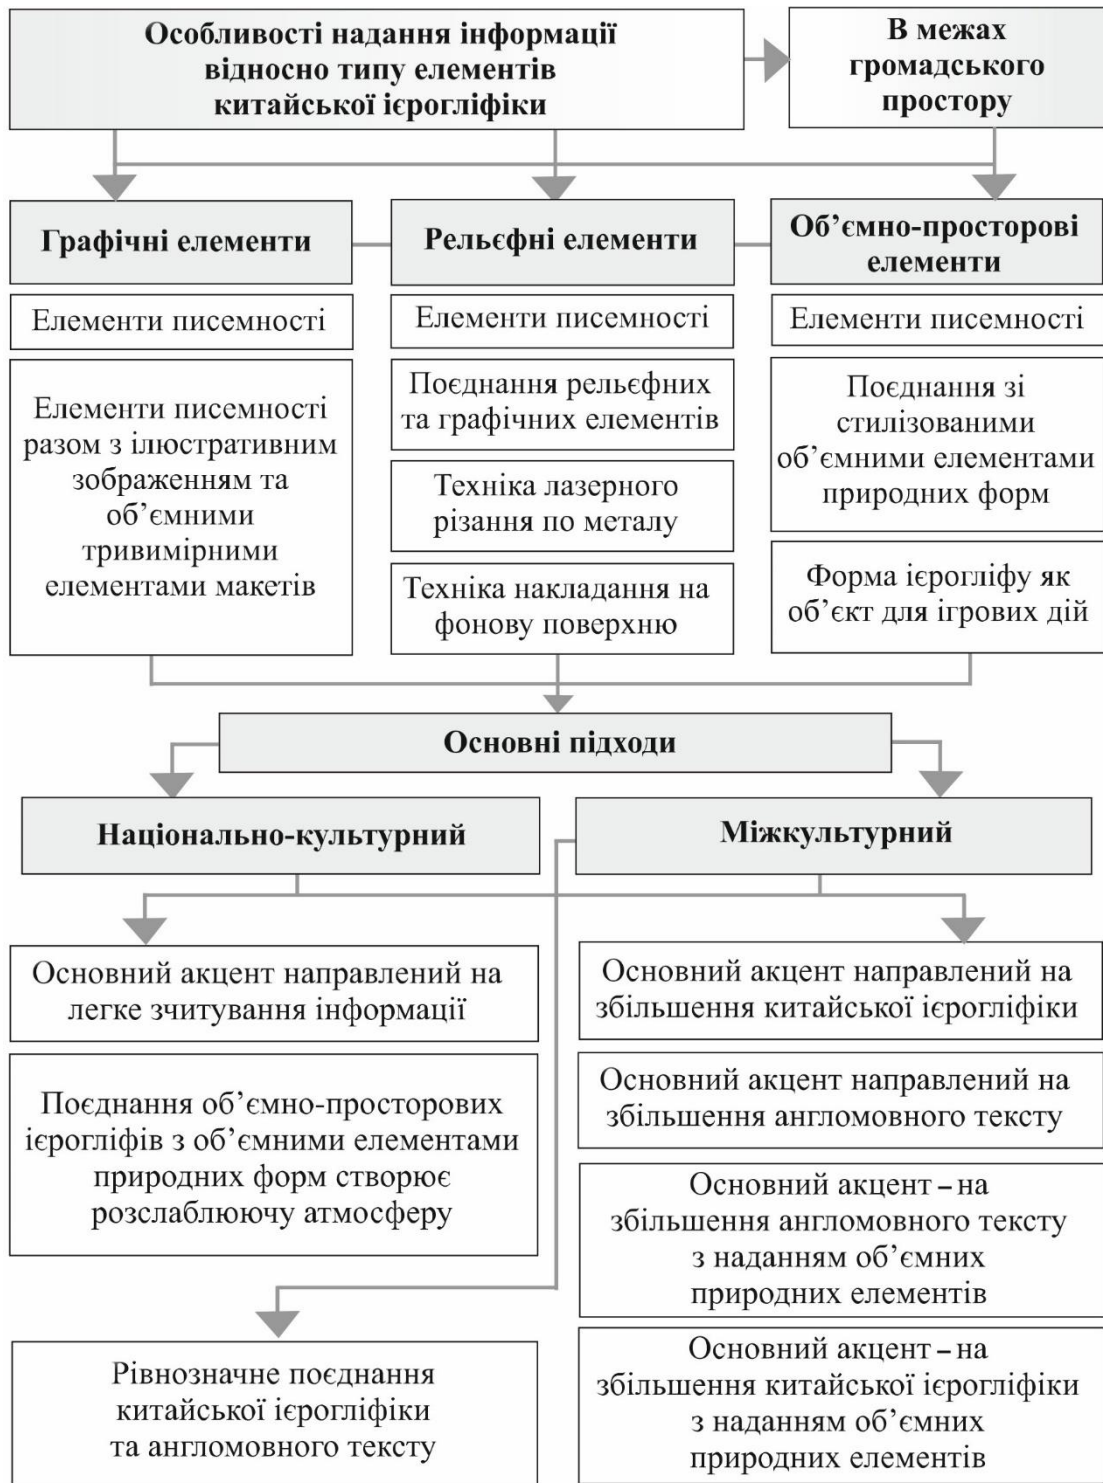 Особливості надання інформації
відносно типу елементів
китайської ієрогліфіки
В межах
громадського
простору
Графічні елементи
Рельєфні елементи
Об’ємно-просторові
елементи
Елементи писемності
Елементи писемності
разом з ілюстративним
зображенням та
об’ємними
тривимірними
елементами макетів
Елементи писемності
Поєднання рельєфних
та графічних елементів
Техніка лазерного
різання по металу
Техніка накладання на
фонову поверхню
Елементи писемності
Поєднання зі
стилізованими
об’ємними елементами
природних форм
Форма ієрогліфу як
об’єкт для ігрових дій
Основні підходи
Національно-культурний
Міжкультурний
Основний акцент направлений на
легке зчитування інформації
Поєднання об’ємно-просторових
ієрогліфів з об’ємними елементами
природних форм створює
розслаблюючу атмосферу
Рівнозначне поєднання
китайської ієрогліфіки
та англомовного тексту
Основний акцент направлений на
збільшення китайської ієрогліфіки
Основний акцент направлений на
збільшення англомовного тексту
Основний акцент – на
збільшення англомовного тексту
з наданням об’ємних
природних елементів
Основний акцент – на
збільшення китайської ієрогліфіки
з наданням об’ємних
природних елементів